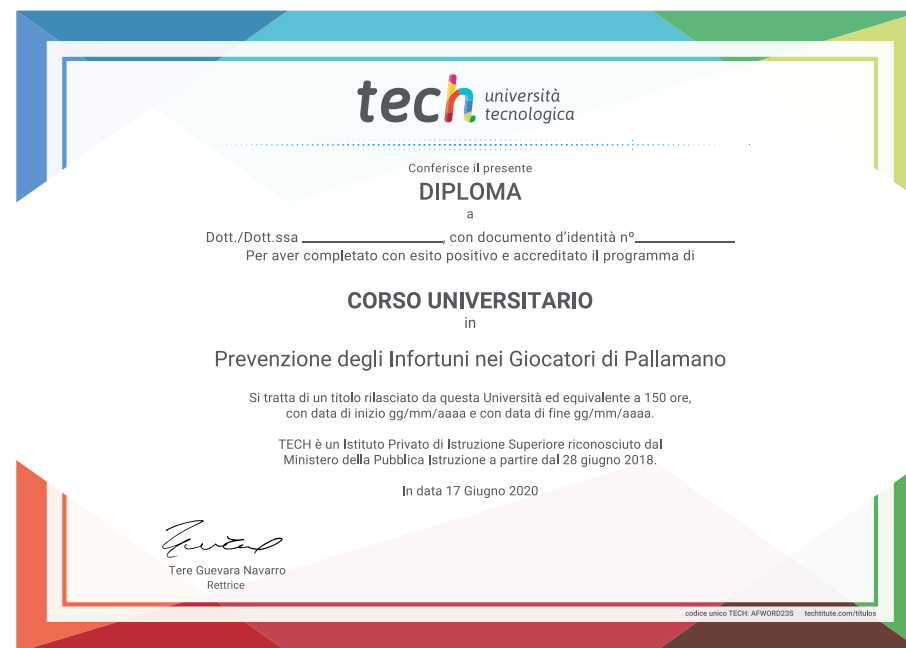 tech università
tecnologica
Conferisce il presente
DIPLOMA
a
Dott./Dott.ssa ____________________, con documento d'identità nº______________
Per aver completato con esito positivo e accreditato il programma di
CORSO UNIVERSITARIO
in
Prevenzione degli Infortuni nei Giocatori di Pallamano
Si tratta di un titolo rilasciato da questa Università ed equivalente a 150 ore,
con data di inizio gg/mm/aaaa e con data di fine gg/mm/aaaa.
TECH è un Istituto Privato di Istruzione Superiore riconosciuto dal
Ministero della Pubblica Istruzione a partire dal 28 giugno 2018.
In data 17 Giugno 2020
Tere Guevara Navarro
Rettrice
codice unico TECH: AFWORD23S techtitute.com/títulos